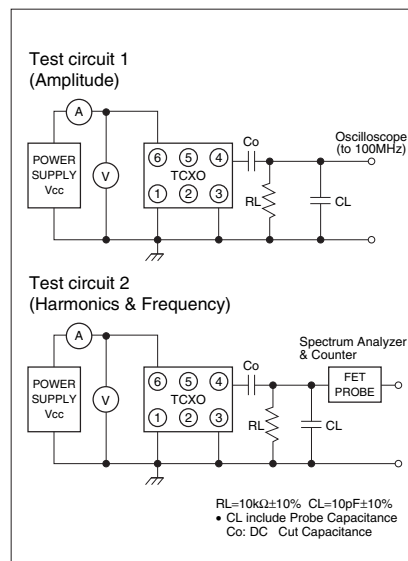 Test circuit 1
(Amplitude)
A
Co
Oscilloscope
(to 100MHz)
POWER
SUPPLY
Vcc
V
6 5 4
TCXO
1 2 3
RL
CL
Test circuit 2
(Harmonics & Frequency)
A
Co
Spectrum Analyzer
& Counter
POWER
SUPPLY
Vcc
V
6 5 4
TCXO
1 2 3
RL
CL
FET
PROBE
RL=10kΩ±10% CL=10pF±10%
• CL include Probe Capacitance
Co: DC Cut Capacitance